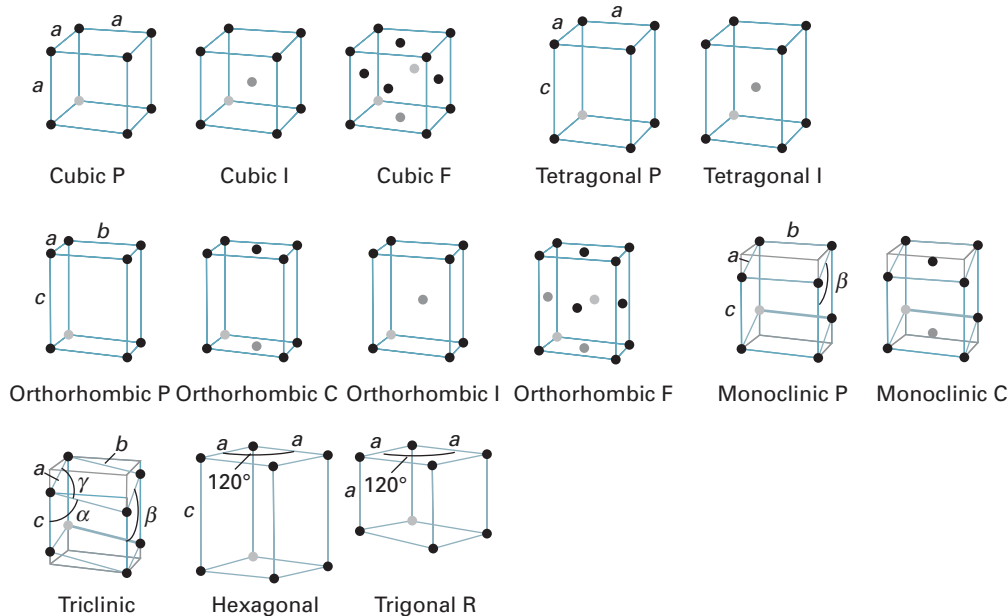 a a
a
Cubic P Cubic I Cubic F
a a
c
Tetragonal P Tetragonal I
a b
c
Orthorhombic P Orthorhombic C Orthorhombic I Orthorhombic F
b
a
β
c
Monoclinic P Monoclinic C
b
a
γ
c α β
Triclinic
a a
120°
c
Hexagonal
a a
120°
a
Trigonal R